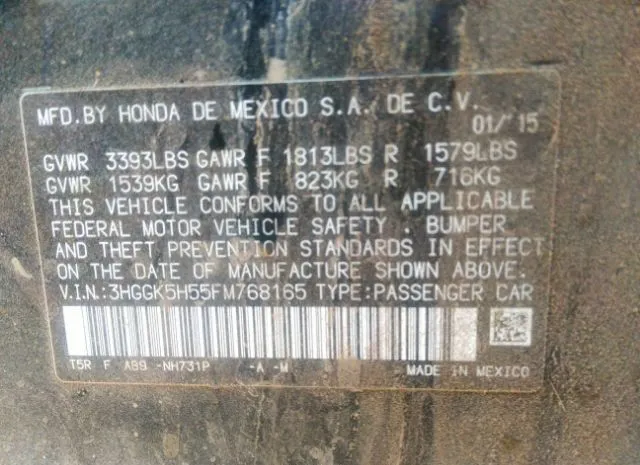 MFD.BY HONDA DE MEXICO S.A. DE C.V.
01/'15
GVWR 3393LBS GAWR F 1813LBS R 1579LBS
GVWR 1539KG GAWR F 823KG R 716KG
THIS VEHICLE CONFORMS TO ALL APPLICABLE
FEDERAL MOTOR VEHICLE SAFETY . BUMPER
AND THEFT PREVENTION STANDARDS IN EFFECT
ON THE DATE OF MANUFACTURE SHOWN ABOVE.
V.I.N.:3HGGK5H55FM768165 TYPE:PASSENGER CAR
T5R F AB9 -NH731P -A -M MADE IN MEXICO